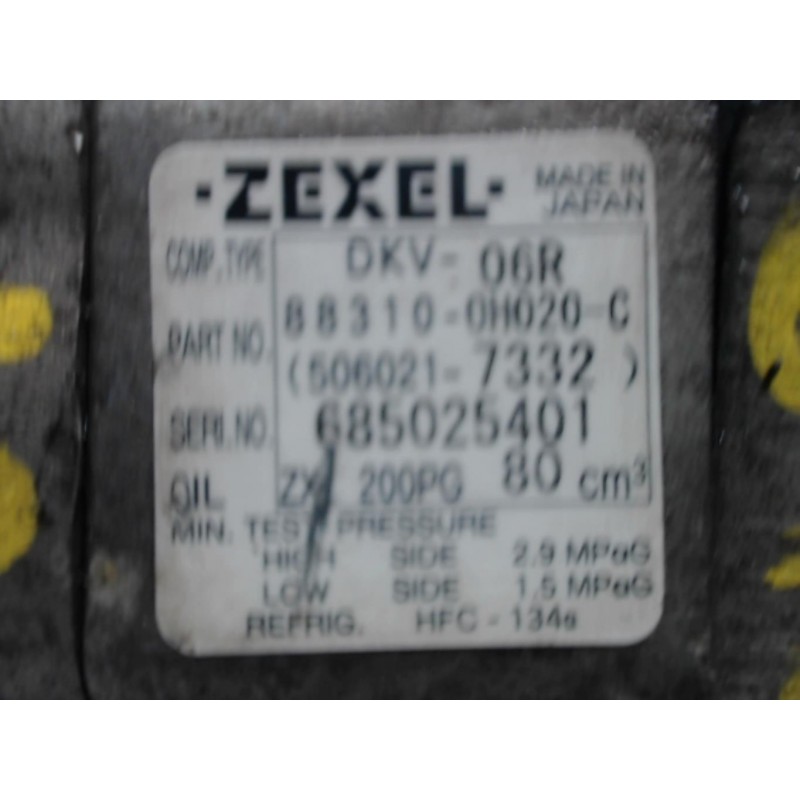 ·ZEXEL· MADE IN JAPAN
COMP.TYPE DKV- 06R
PART NO. 88310-0H020-C
(506021-7332)
SERI.NO. 685025401
OIL ZX 200PG 80 cm³
MIN. TEST PRESSURE
HIGH SIDE 2.9 MPaG
LOW SIDE 1.5 MPaG
REFRIG. HFC - 134a